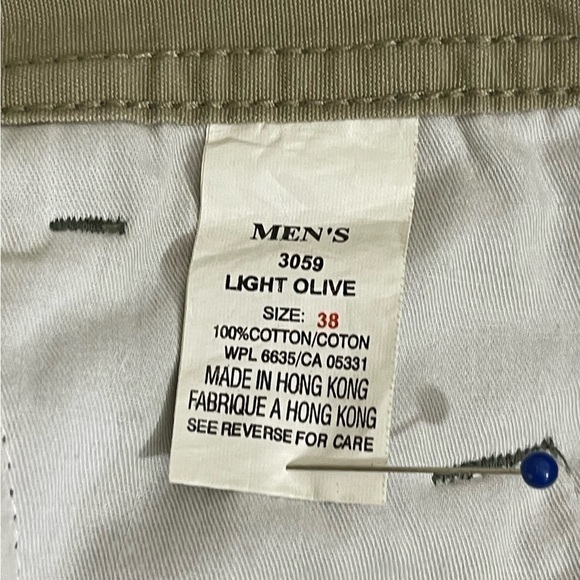 MEN'S
3059
LIGHT OLIVE
SIZE: 38
100%COTTON/COTON
WPL 6635/CA 05331
MADE IN HONG KONG
FABRIQUE A HONG KONG
SEE REVERSE FOR CARE